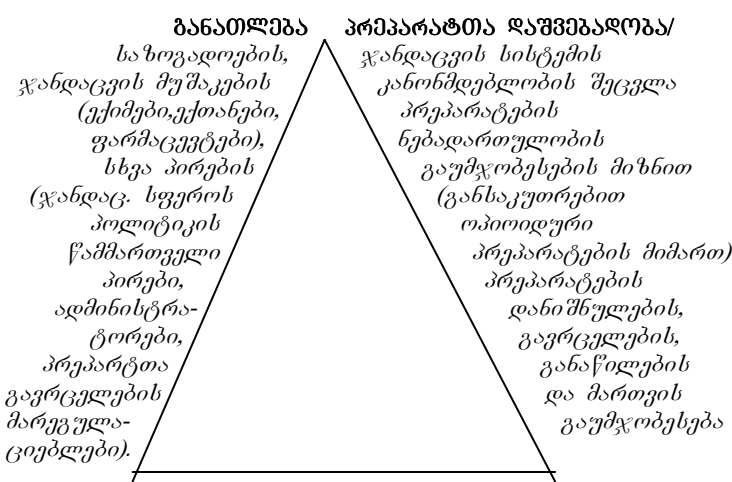 განათლება
საზოგადოების,
ჯანდაცვის მუშაკების
(ექიმები,ექთანები,
ფარმაცევტები),
სხვა პირების
(ჯანდაც. სფეროს
პოლიტიკის
წამმართველი
პირები,
ადმინისტრა-
ტორები,
პრეპარტთა
გავრცელების
მარეგულა-
ციებლები).
პრეპარატთა დაშვებადობა/
ჯანდაცვის სისტემის
კანონმდებლობის შეცვლა
პრეპარატების
ნებადართულობის
გაუმჯობესების მიზნით
(განსაკუთრებით
ოპიოიდური
პრეპარატების მიმართ)
პრეპარატების
დანიშნულების,
გავრცელების,
განაწილების
და მართვის
გაუმჯობესება